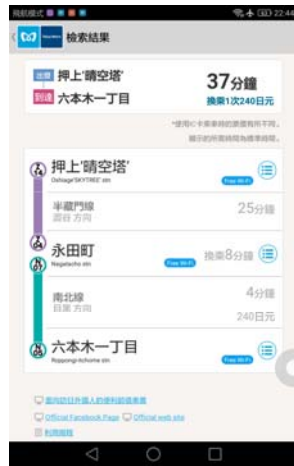 飛航模式
22:44
檢索結果
出發 押上'晴空塔'
到達 六本木一丁目
37分鐘
換乘1次240日元
*使用IC卡乘車時的票價有所不同。
顯示的所需時間為標準時間。
押上'晴空塔'
Oshiage'SKYTREE' stn
Free Wi-Fi
半蔵門線
澀谷 方向
25分鐘
永田町
Nagatacho stn
Free Wi-Fi
換乘8分鐘
南北線
目黑 方向
4分鐘
240日元
六本木一丁目
Roppongi-itchome stn
Free Wi-Fi
面向訪日外國人的便利的車票
Official Facebook Page
Official web site
利用規程